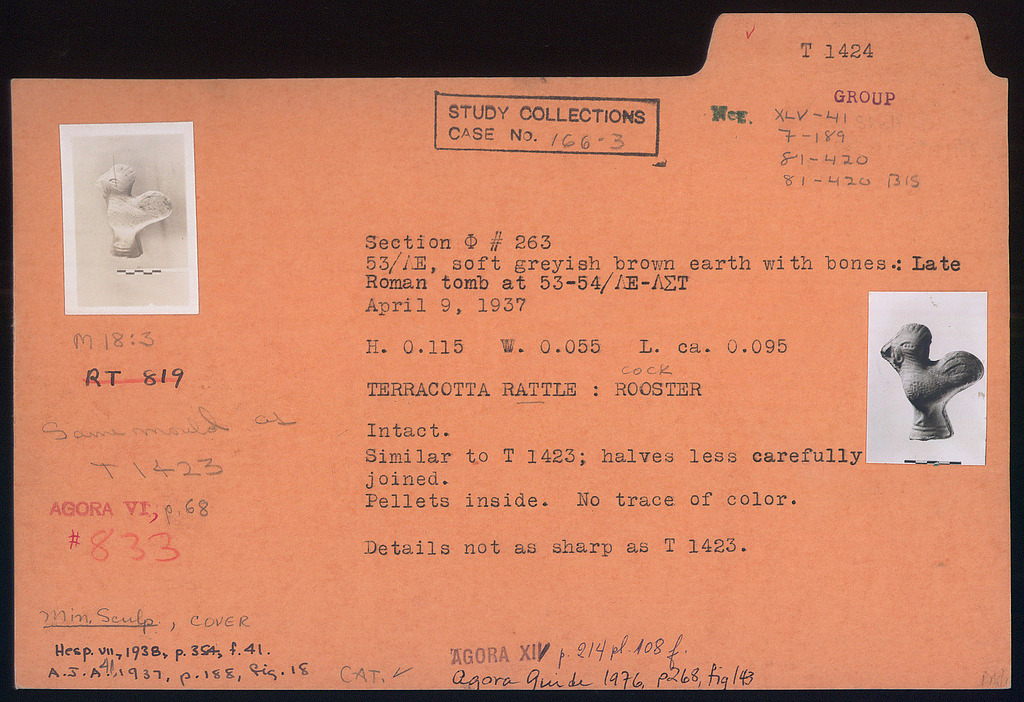 T 1424
GROUP
STUDY COLLECTIONS
CASE No. 166-3
NEG. XLV-41
7-189
81-420
81-420 BIS
Section Φ # 263
53/ΛΕ, soft greyish brown earth with bones.: Late
Roman tomb at 53-54/ΛΕ-ΛΣΤ
April 9, 1937
H. 0.115 W. 0.055 L. ca. 0.095
COCK
TERRACOTTA RATTLE : ROOSTER
Intact.
Similar to T 1423; halves less carefully
joined.
Pellets inside. No trace of color.
Details not as sharp as T 1423.
M 18:3
RT 819
Same mould as
T 1423
AGORA VI, p. 68
# 833
Min. Sculp, COVER
Hesp. VII, 1938, p. 354, f. 41.
A.J.A. 41, 1937, p. 188, fig. 18
CAT. ✓
AGORA XIV p. 214 pl. 108 f.
Agora Guide 1976, p268, fig 143